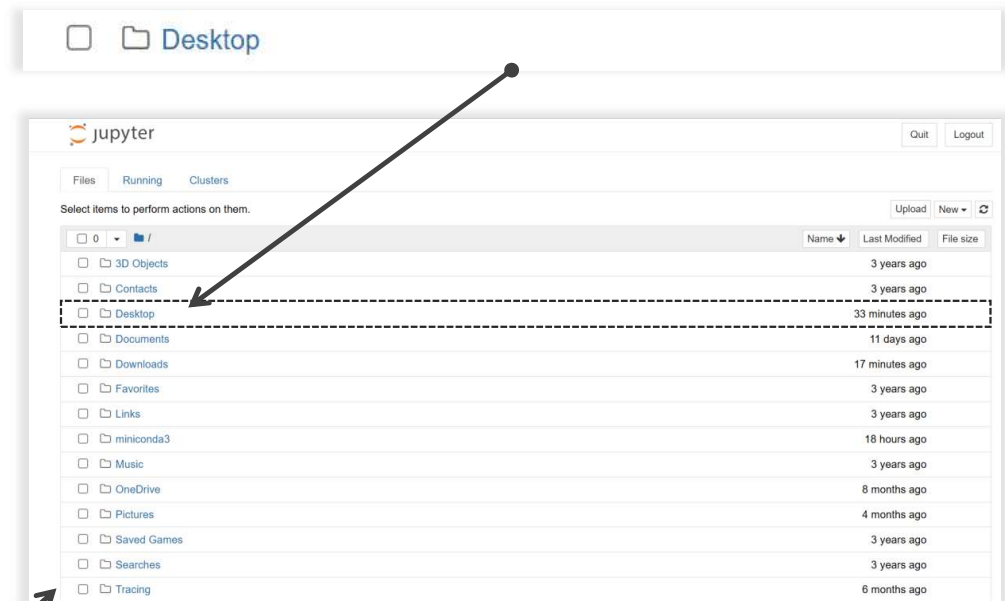 Desktop
jupyter
Quit Logout
Files Running Clusters
Select items to perform actions on them.
Upload New
0 / Name Last Modified File size
3D Objects 3 years ago
Contacts 3 years ago
Desktop 33 minutes ago
Documents 11 days ago
Downloads 17 minutes ago
Favorites 3 years ago
Links 3 years ago
miniconda3 18 hours ago
Music 3 years ago
OneDrive 8 months ago
Pictures 4 months ago
Saved Games 3 years ago
Searches 3 years ago
Tracing 6 months ago